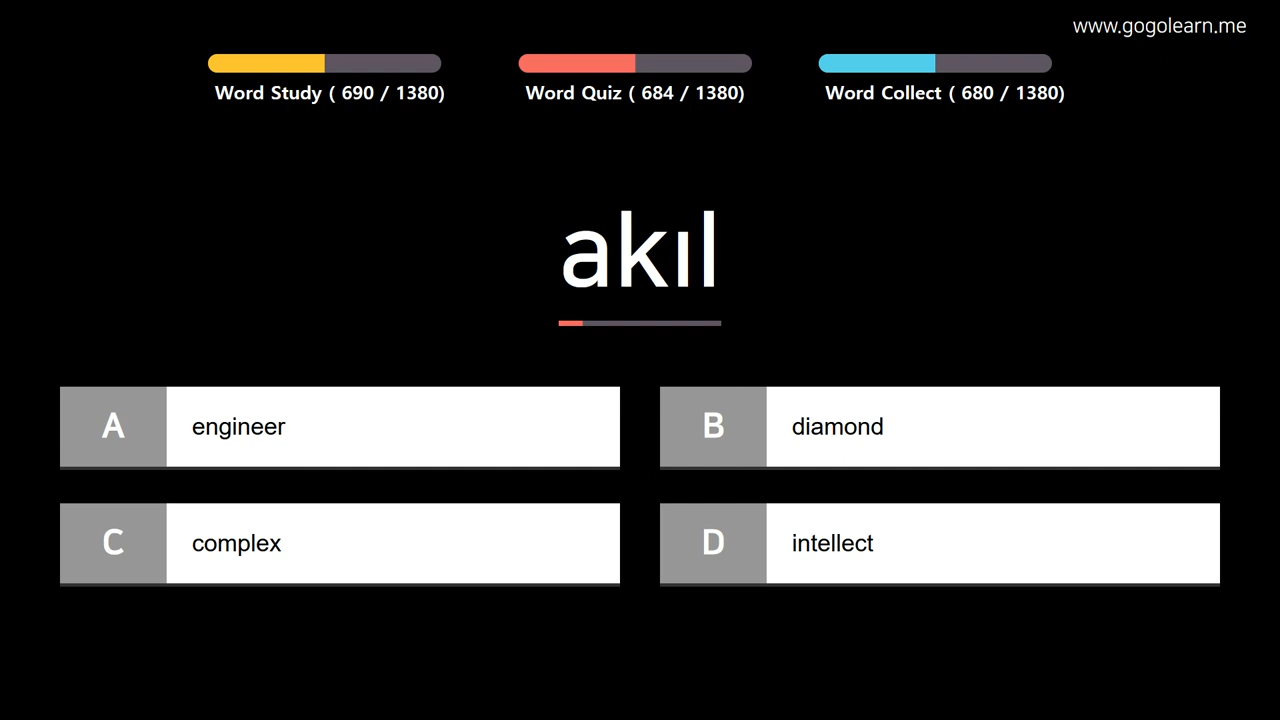 www.gogolearn.me
Word Study ( 690 / 1380)
Word Quiz ( 684 / 1380)
Word Collect ( 680 / 1380)
akıl
A engineer
B diamond
C complex
D intellect